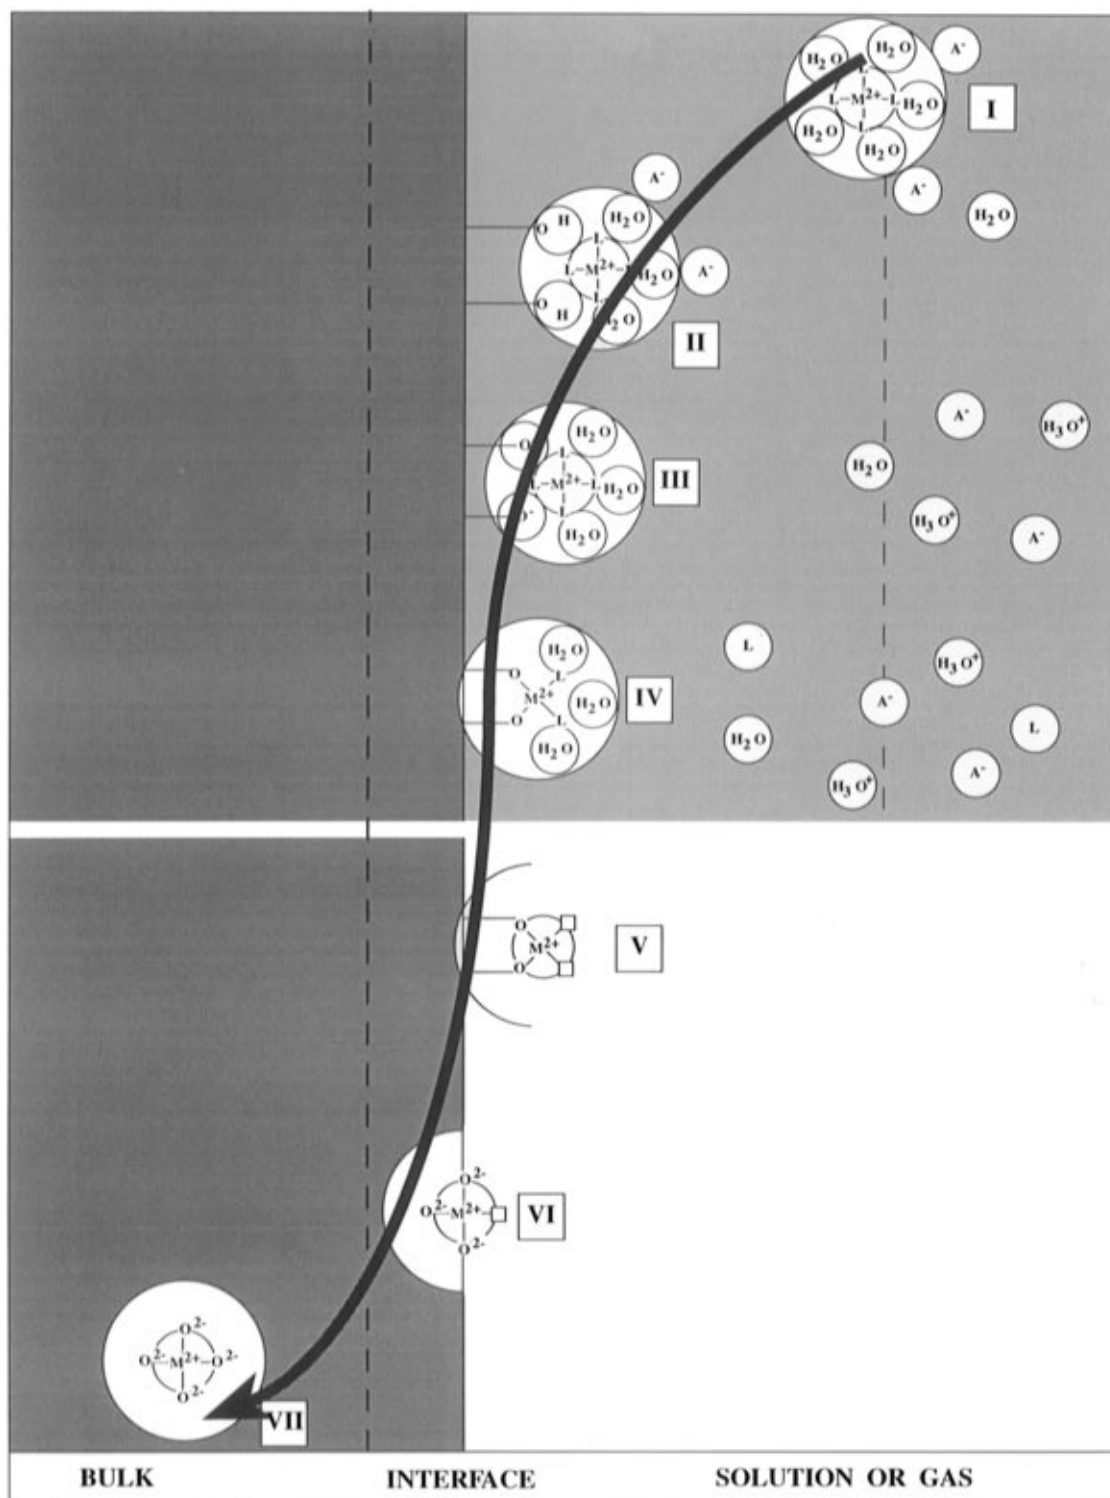 H2O H2O A-
L
L-M2+-L H2O
I
H2O L H2O
A-
A-
H2O
O H H2O
L
L-M2+- H2O A-
L
O H 2O
II
A-
H3O+
O H2O
L
H2O
L-M2+-L H2O
III
L
O- H2O
H3O+
A-
H2O
L
L
H3O+
O
M2+ H2O
IV
A-
O
L
L
H2O
H2O
A-
H3O+
O
M2+
V
O
O2-
O2- M2+
VI
O2-
O2-
O2- M2+ O2-
O2-
VII
BULK INTERFACE SOLUTION OR GAS